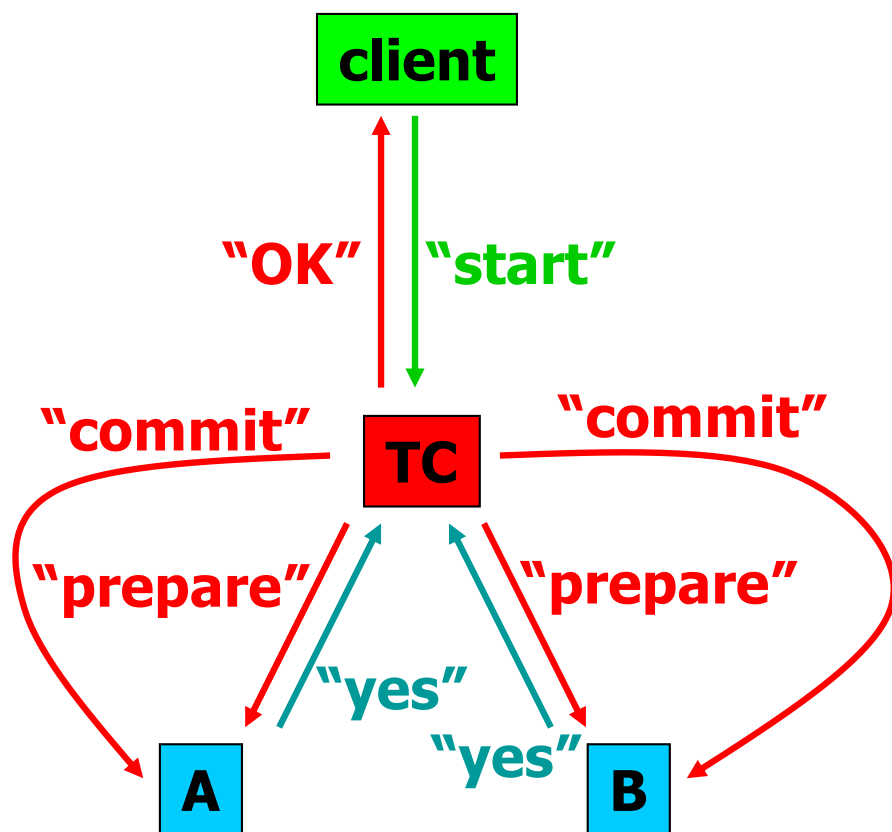 client
“OK”
“start”
“commit”
“commit”
TC
“prepare”
“prepare”
“yes”
“yes”
A
B